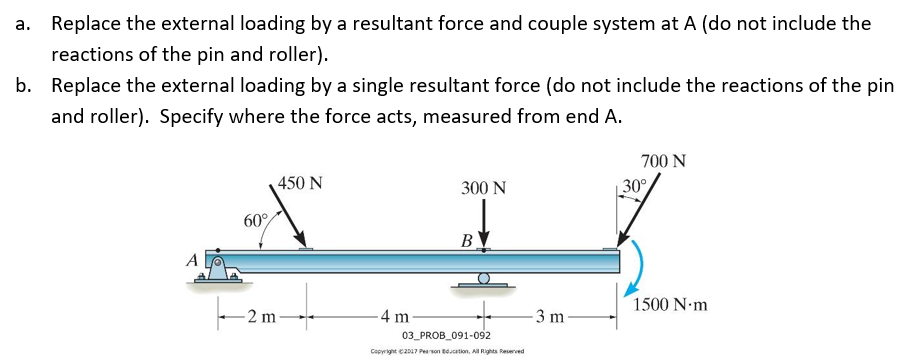 a. Replace the external loading by a resultant force and couple system at A (do not include the
reactions of the pin and roller).
b. Replace the external loading by a single resultant force (do not include the reactions of the pin
and roller). Specify where the force acts, measured from end A.
700 N
450 N
300 N
30°
60°
B
A
1500 N·m
2 m
4 m
3 m
03_PROB_091-092
Copyright ©2017 Pearson Education, All Rights Reserved